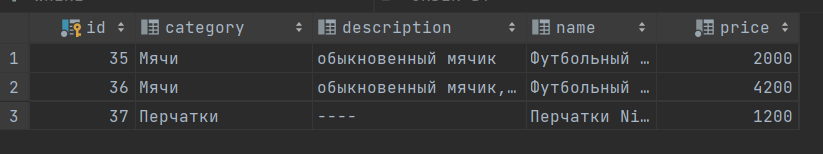 id category description name price
1 35 Мячи обыкновенный мячик Футбольный … 2000
2 36 Мячи обыкновенный мячик,… Футбольный … 4200
3 37 Перчатки ---- Перчатки Ni… 1200